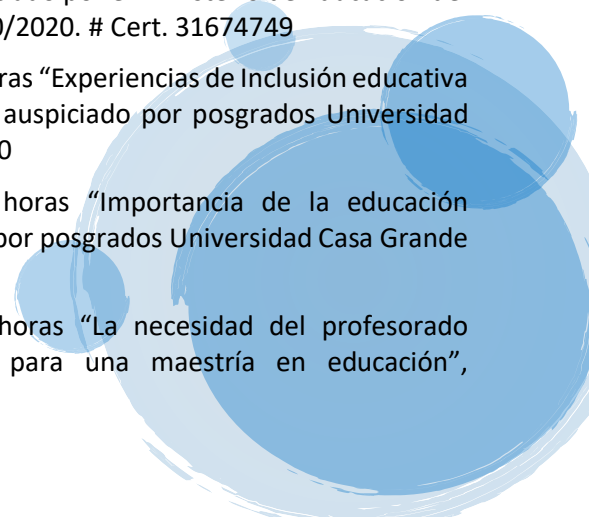 0/2020. # Cert. 31674749
ras “Experiencias de Inclusión educativa
auspiciado por posgrados Universidad
0
horas “Importancia de la educación
por posgrados Universidad Casa Grande
horas “La necesidad del profesorado
para una maestría en educación”,